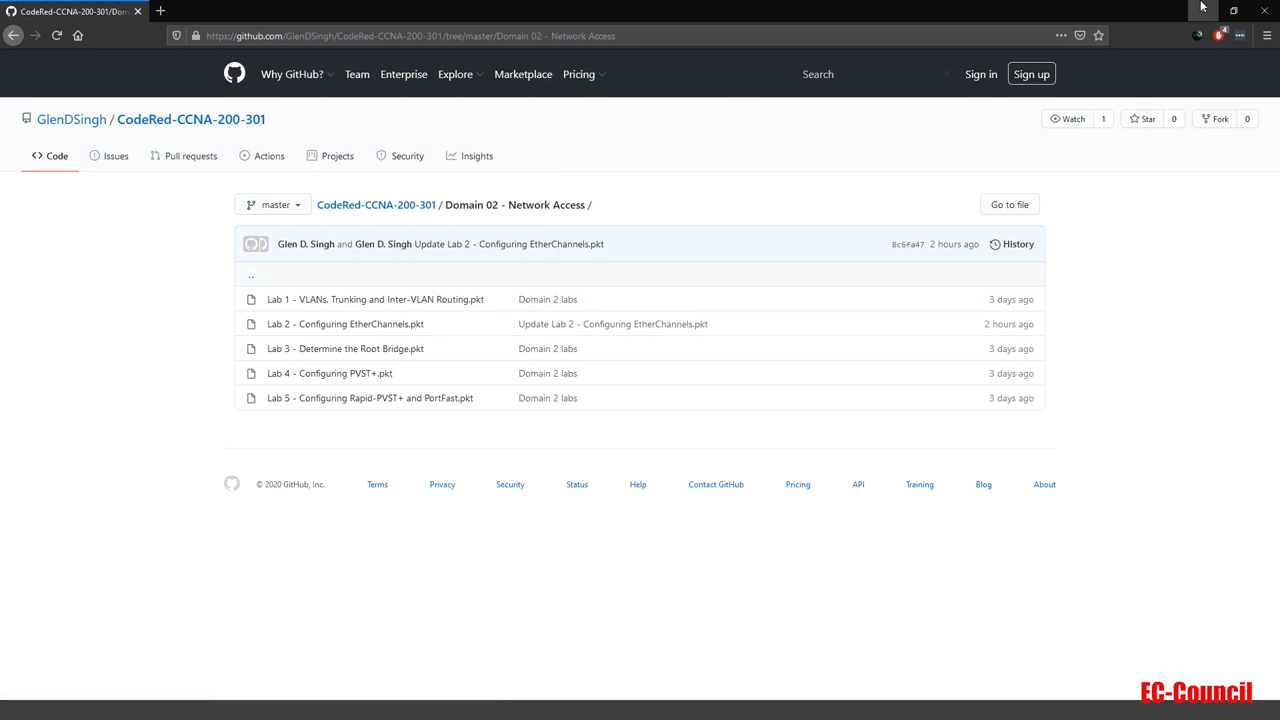 CodeRed-CCNA-200-301/Dom
https://github.com/GlenDSingh/CodeRed-CCNA-200-301/tree/master/Domain 02 - Network Access
4
Why GitHub? Team Enterprise Explore Marketplace Pricing Search Sign in Sign up
GlenDSingh / CodeRed-CCNA-200-301 Watch 1 Star 0 Fork 0
Code Issues Pull requests Actions Projects Security Insights
master CodeRed-CCNA-200-301 / Domain 02 - Network Access / Go to file
Glen D. Singh and Glen D. Singh Update Lab 2 - Configuring EtherChannels.pkt 8c6fa47 2 hours ago History
..
Lab 1 - VLANs, Trunking and Inter-VLAN Routing.pkt Domain 2 labs 3 days ago
Lab 2 - Configuring EtherChannels.pkt Update Lab 2 - Configuring EtherChannels.pkt 2 hours ago
Lab 3 - Determine the Root Bridge.pkt Domain 2 labs 3 days ago
Lab 4 - Configuring PVST+.pkt Domain 2 labs 3 days ago
Lab 5 - Configuring Rapid-PVST+ and PortFast.pkt Domain 2 labs 3 days ago
© 2020 GitHub, Inc. Terms Privacy Security Status Help Contact GitHub Pricing API Training Blog About
EC-Council